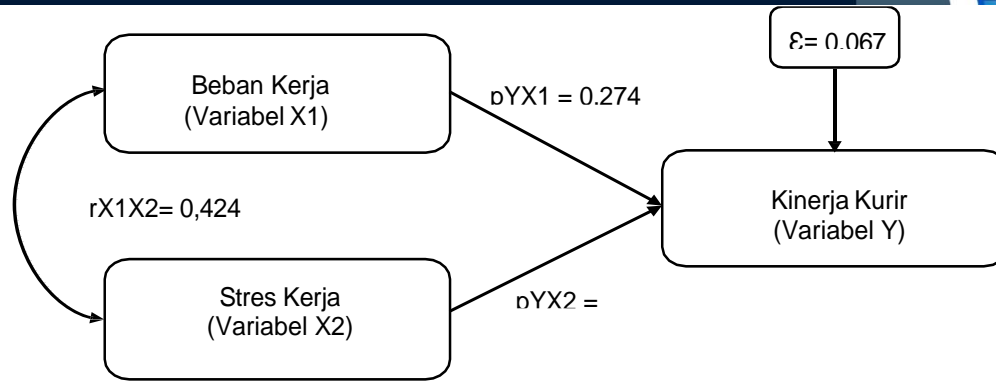 Ɛ= 0.067
Beban Kerja
(Variabel X1)
pYX1 = 0.274
Kinerja Kurir
(Variabel Y)
rX1X2= 0,424
Stres Kerja
(Variabel X2)
pYX2 =